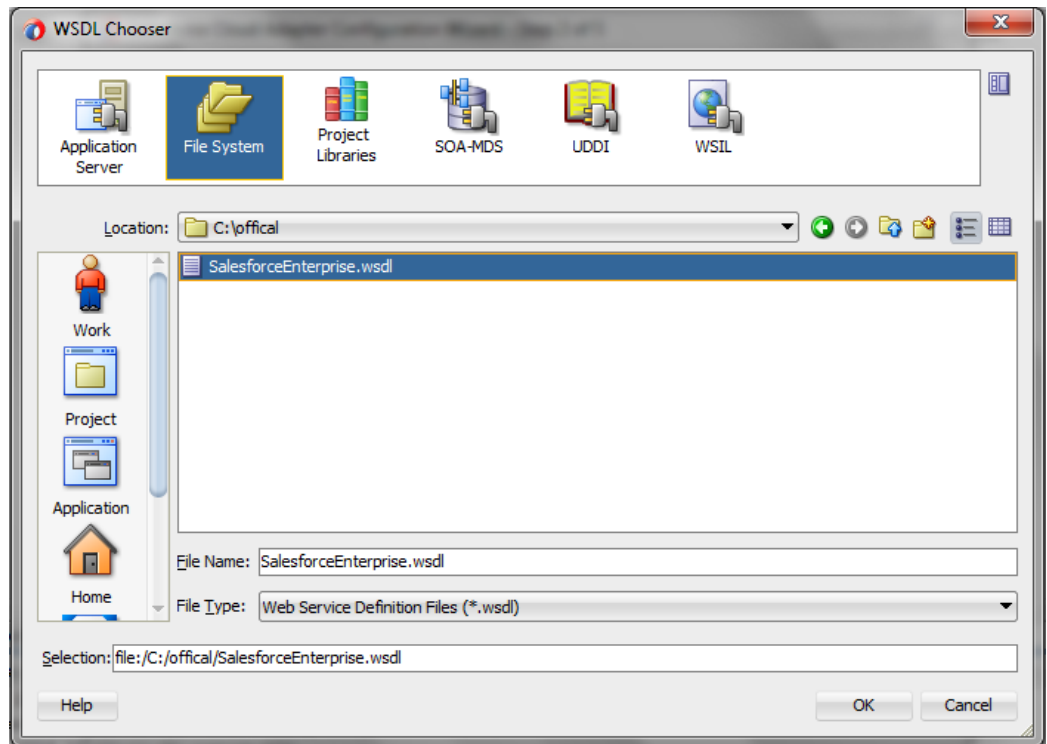 WSDL Chooser
Application Server
File System
Project Libraries
SOA-MDS
UDDI
WSIL
Location:
C:\offical
SalesforceEnterprise.wsdl
Work
Project
Application
Home
File Name:
SalesforceEnterprise.wsdl
File Type:
Web Service Definition Files (*.wsdl)
Selection:
file:/C:/offical/SalesforceEnterprise.wsdl
Help
OK
Cancel